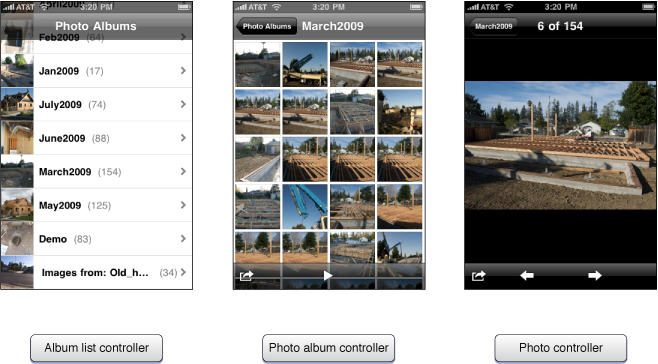 AT&T 3:20 PM
Photo Albums
Feb2009 (64)
Jan2009 (17)
July2009 (74)
June2009 (88)
March2009 (154)
May2009 (125)
Demo (83)
Images from: Old_h... (34)
AT&T 3:20 PM
Photo Albums March2009
AT&T 3:20 PM
March2009 6 of 154
Album list controller
Photo album controller
Photo controller